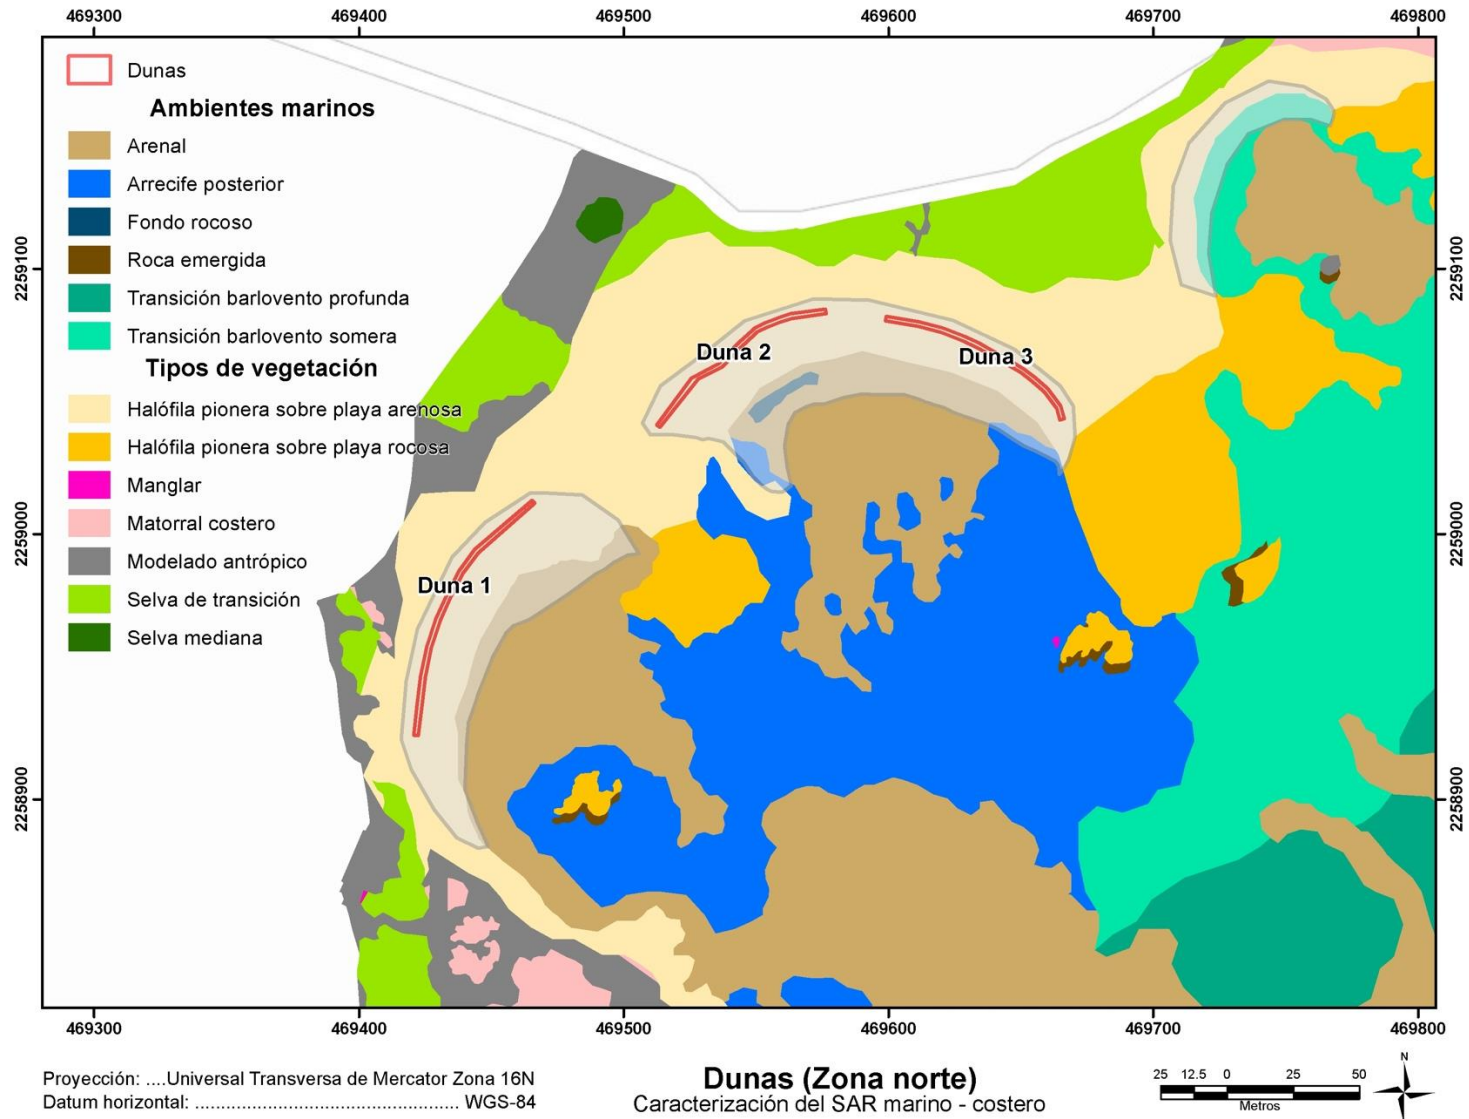 469300 469400 469500 469600 469700 469800
Dunas
Ambientes marinos
Arenal
Arrecife posterior
Fondo rocoso
Roca emergida
Transición barlovento profunda
Transición barlovento somera
Tipos de vegetación
Halófila pionera sobre playa arenosa
Halófila pionera sobre playa rocosa
Manglar
Matorral costero
Modelado antrópico
Selva de transición
Selva mediana
2259100
2259000
2258900
Duna 1
Duna 2
Duna 3
2259100
2259000
2258900
469300 469400 469500 469600 469700 469800
Proyección: ....Universal Transversa de Mercator Zona 16N
Datum horizontal: ................................................ WGS-84
Dunas (Zona norte)
Caracterización del SAR marino - costero
25 12.5 0 25 50
Metros
N